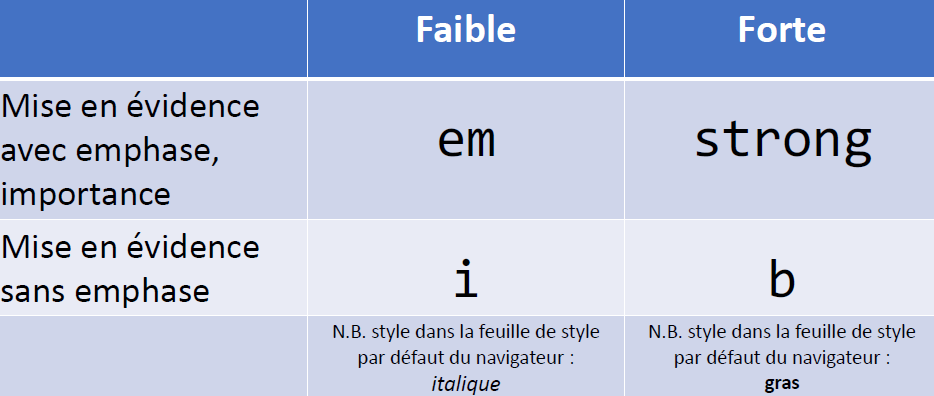 Faible Forte
Mise en évidence
avec emphase,
importance
em strong
Mise en évidence
sans emphase
i b
N.B. style dans la feuille de style
par défaut du navigateur :
italique
N.B. style dans la feuille de style
par défaut du navigateur :
gras